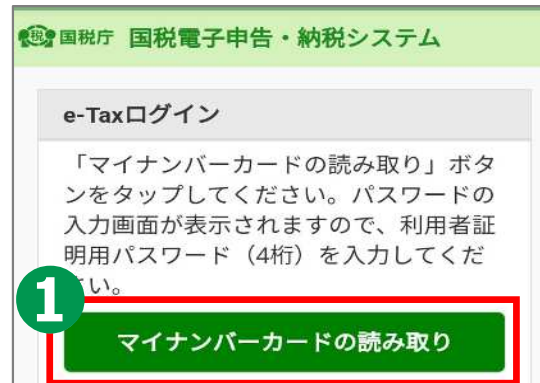 税 国税庁 国税電子申告・納税システム
e-Taxログイン
「マイナンバーカードの読み取り」ボタ
ンをタップしてください。パスワードの
入力画面が表示されますので、利用者証
明用パスワード（4桁）を入力してくだ
い。
1
マイナンバーカードの読み取り